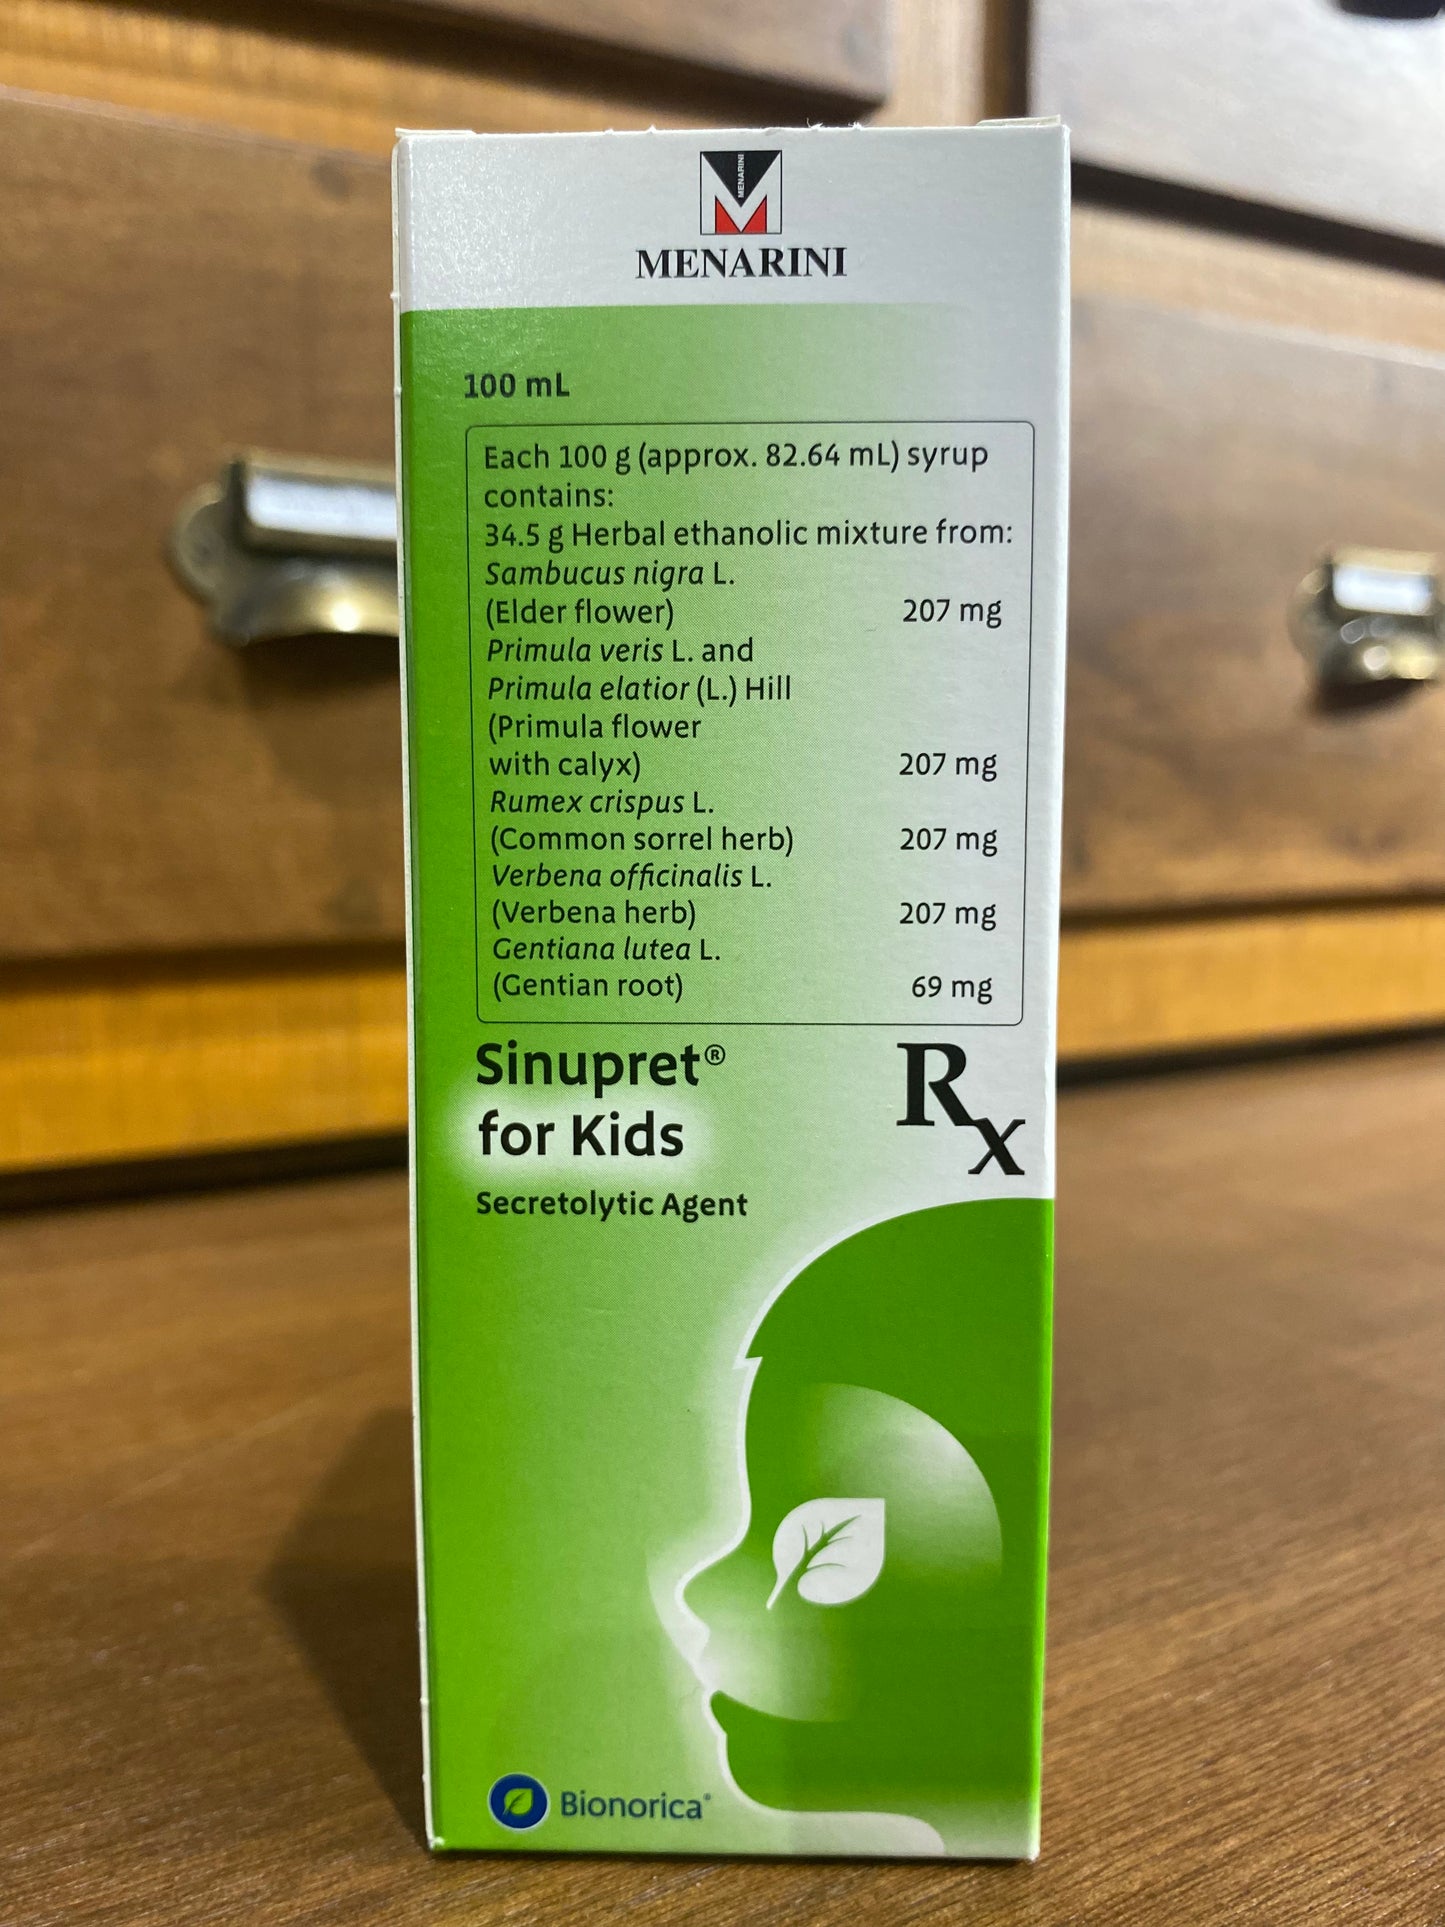 MENARINI
MENARINI
100 mL
Each 100 g (approx. 82.64 mL) syrup
contains:
34.5 g Herbal ethanolic mixture from:
Sambucus nigra L.
(Elder flower) 207 mg
Primula veris L. and
Primula elatior (L.) Hill
(Primula flower
with calyx) 207 mg
Rumex crispus L.
(Common sorrel herb) 207 mg
Verbena officinalis L.
(Verbena herb) 207 mg
Gentiana lutea L.
(Gentian root) 69 mg
Sinupret® Rx
for Kids
Secretolytic Agent
Bionorica®